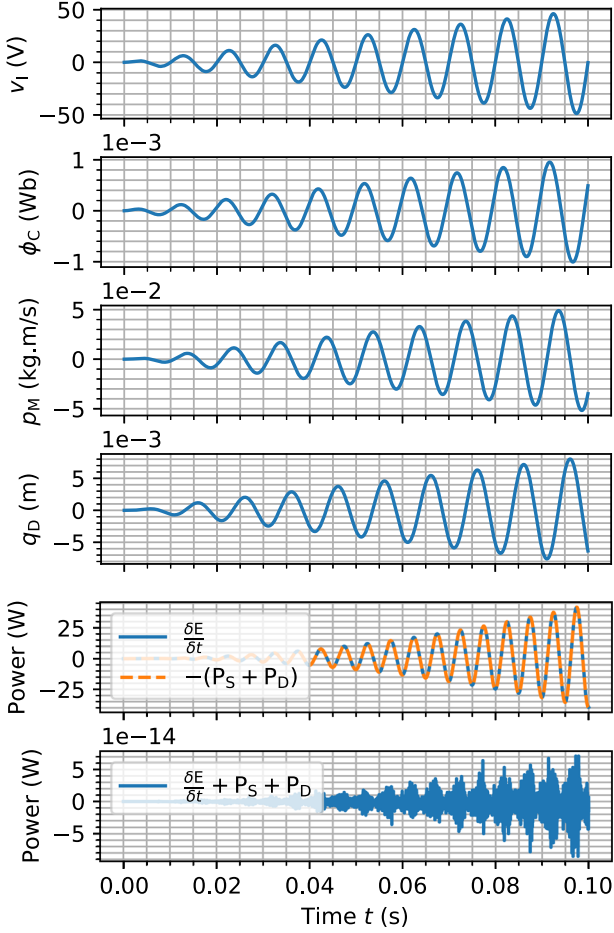 50
0
−50
v_I (V)
1e−3
1
0
−1
ϕ_C (Wb)
1e−2
5
0
−5
p_M (kg.m/s)
1e−3
5
0
−5
q_D (m)
25
0
−25
Power (W)
δE/δt
−(P_S + P_D)
1e−14
5
0
−5
Power (W)
δE/δt + P_S + P_D
0.00 0.02 0.04 0.06 0.08 0.10
Time t (s)